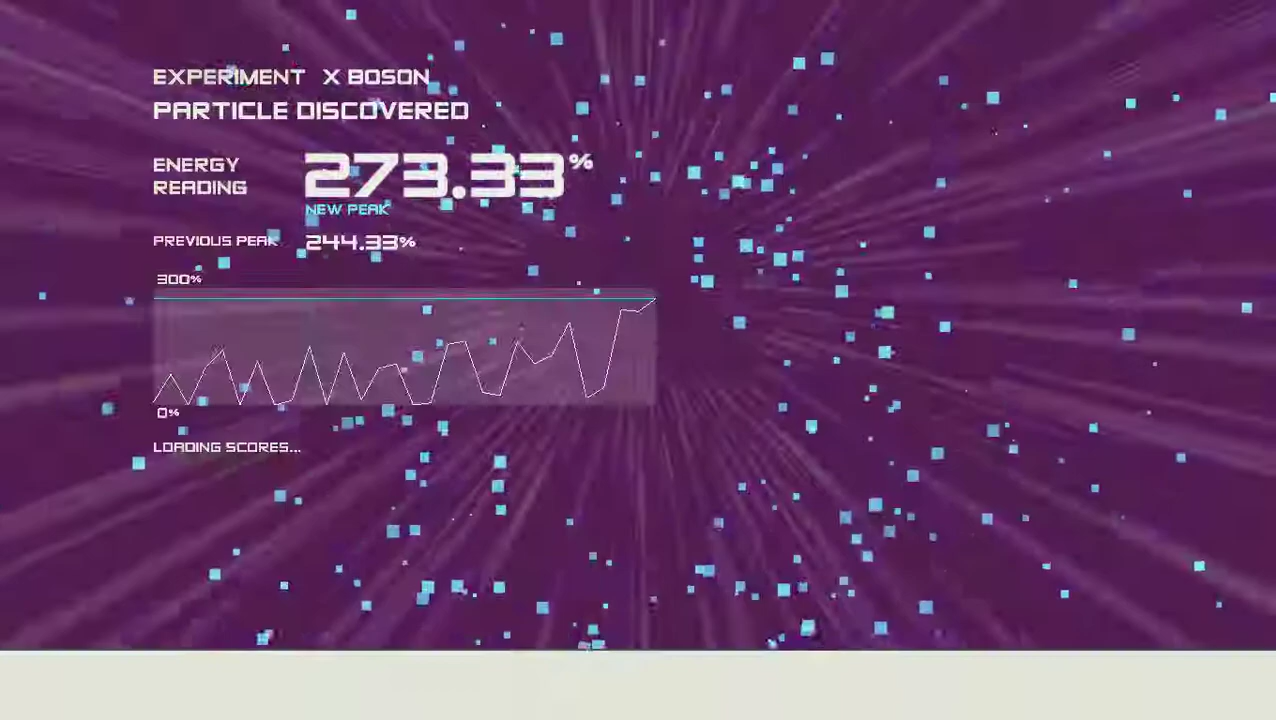 EXPERIMENT X BOSON
PARTICLE DISCOVERED
ENERGY READING 273.33%
NEW PEAK
PREVIOUS PEAK 244.33%
300%
0%
LOADING SCORES...